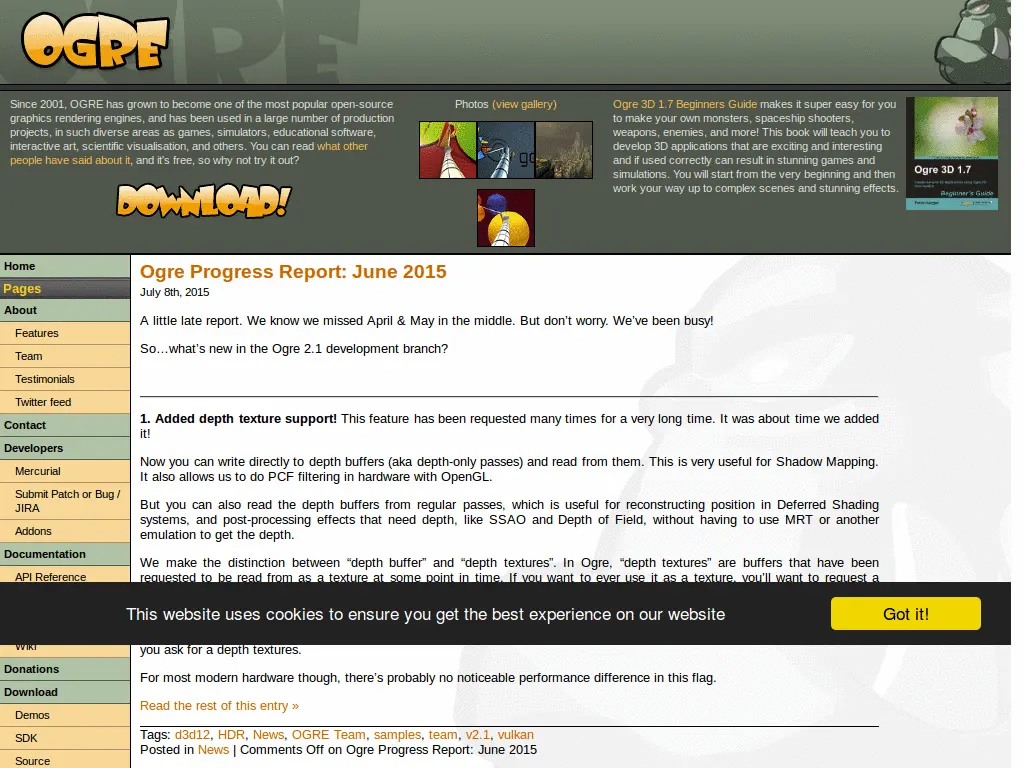 OGRE
Since 2001, OGRE has grown to become one of the most popular open-source
graphics rendering engines, and has been used in a large number of production
projects, in such diverse areas as games, simulators, educational software,
interactive art, scientific visualisation, and others. You can read what other
people have said about it, and it's free, so why not try it out?
DOWNLOAD!
Photos (view gallery)
Ogre 3D 1.7 Beginners Guide makes it super easy for you
to make your own monsters, spaceship shooters,
weapons, enemies, and more! This book will teach you to
develop 3D applications that are exciting and interesting
and if used correctly can result in stunning games and
simulations. You will start from the very beginning and then
work your way up to complex scenes and stunning effects.
Ogre 3D 1.7
Beginner's Guide
Home
Pages
About
Features
Team
Testimonials
Twitter feed
Contact
Developers
Mercurial
Submit Patch or Bug /
JIRA
Addons
Documentation
API Reference
Wiki
Donations
Download
Demos
SDK
Source
Ogre Progress Report: June 2015
July 8th, 2015
A little late report. We know we missed April & May in the middle. But don’t worry. We’ve been busy!
So…what’s new in the Ogre 2.1 development branch?
1. Added depth texture support! This feature has been requested many times for a very long time. It was about time we added
it!
Now you can write directly to depth buffers (aka depth-only passes) and read from them. This is very useful for Shadow Mapping.
It also allows us to do PCF filtering in hardware with OpenGL.
But you can also read the depth buffers from regular passes, which is useful for reconstructing position in Deferred Shading
systems, and post-processing effects that need depth, like SSAO and Depth of Field, without having to use MRT or another
emulation to get the depth.
We make the distinction between “depth buffer” and “depth textures”. In Ogre, “depth textures” are buffers that have been
requested to be read from as a texture at some point in time. If you want to ever use it as a texture, you’ll want to request a
This website uses cookies to ensure you get the best experience on our website
Got it!
you ask for a depth textures.
For most modern hardware though, there’s probably no noticeable performance difference in this flag.
Read the rest of this entry »
Tags: d3d12, HDR, News, OGRE Team, samples, team, v2.1, vulkan
Posted in News | Comments Off on Ogre Progress Report: June 2015